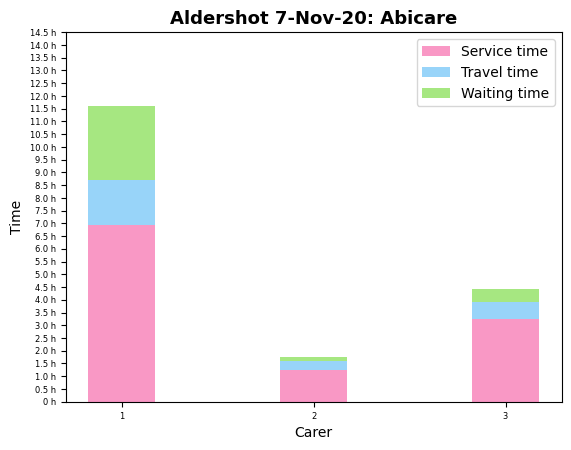 Aldershot 7-Nov-20: Abicare
Service time
Travel time
Waiting time
14.5 h
14.0 h
13.5 h
13.0 h
12.5 h
12.0 h
11.5 h
11.0 h
10.5 h
10.0 h
9.5 h
9.0 h
8.5 h
8.0 h
7.5 h
7.0 h
6.5 h
6.0 h
5.5 h
5.0 h
4.5 h
4.0 h
3.5 h
3.0 h
2.5 h
2.0 h
1.5 h
1.0 h
0.5 h
0 h
Time
1 2 3
Carer